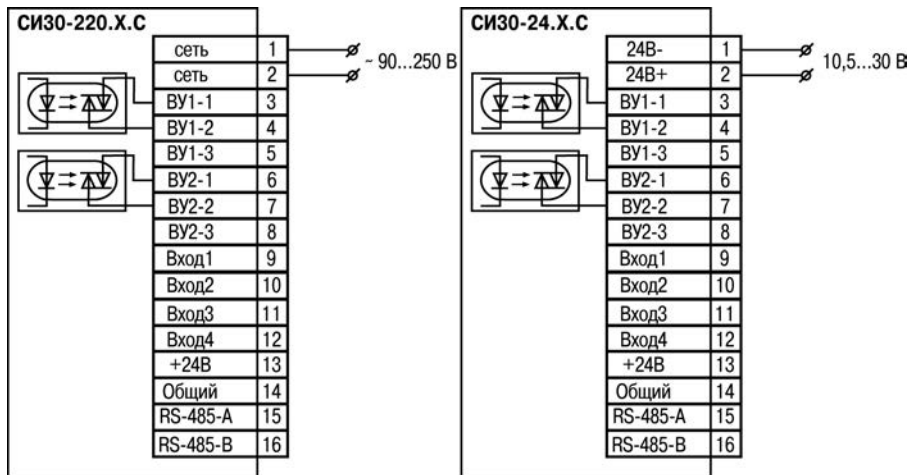 СИ30-220.Х.С
сеть 1
сеть 2
~ 90...250 В
ВУ1-1 3
ВУ1-2 4
ВУ1-3 5
ВУ2-1 6
ВУ2-2 7
ВУ2-3 8
Вход1 9
Вход2 10
Вход3 11
Вход4 12
+24В 13
Общий 14
RS-485-A 15
RS-485-B 16
СИ30-24.Х.С
24В- 1
24В+ 2
10,5...30 В
ВУ1-1 3
ВУ1-2 4
ВУ1-3 5
ВУ2-1 6
ВУ2-2 7
ВУ2-3 8
Вход1 9
Вход2 10
Вход3 11
Вход4 12
+24В 13
Общий 14
RS-485-A 15
RS-485-B 16